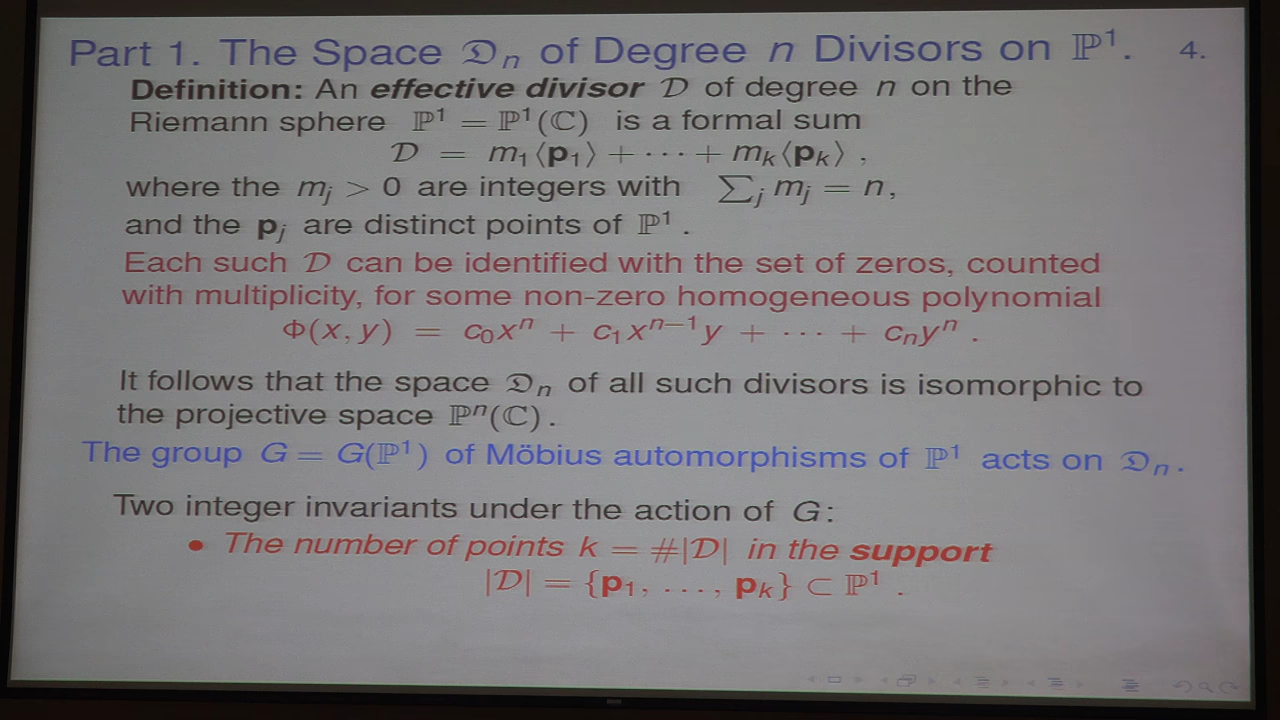 Part 1. The Space 𝔇ₙ of Degree n Divisors on ℙ¹. 4.
Definition: An effective divisor 𝒟 of degree n on the
Riemann sphere ℙ¹ = ℙ¹(ℂ) is a formal sum
𝒟 = m₁⟨p₁⟩ + ··· + mₖ⟨pₖ⟩ ,
where the mⱼ > 0 are integers with ∑ⱼ mⱼ = n,
and the pⱼ are distinct points of ℙ¹ .
Each such 𝒟 can be identified with the set of zeros, counted
with multiplicity, for some non-zero homogeneous polynomial
Φ(x, y) = c₀xⁿ + c₁xⁿ⁻¹y + ··· + cₙyⁿ .
It follows that the space 𝔇ₙ of all such divisors is isomorphic to
the projective space ℙⁿ(ℂ) .
The group G = G(ℙ¹) of Möbius automorphisms of ℙ¹ acts on 𝔇ₙ .
Two integer invariants under the action of G:
• The number of points k = #|𝒟| in the support
|𝒟| = {p₁, ..., pₖ} ⊂ ℙ¹ .